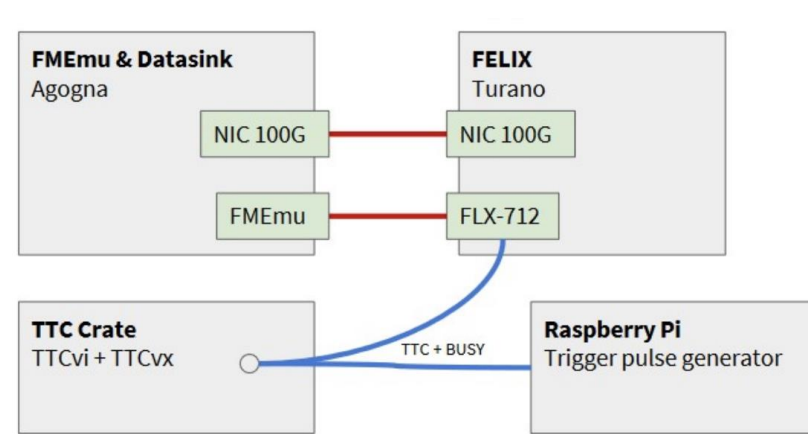 FMEmu & Datasink
Agogna
NIC 100G
FMEmu
FELIX
Turano
NIC 100G
FLX-712
TTC Crate
TTCvi + TTCvx
TTC + BUSY
Raspberry Pi
Trigger pulse generator